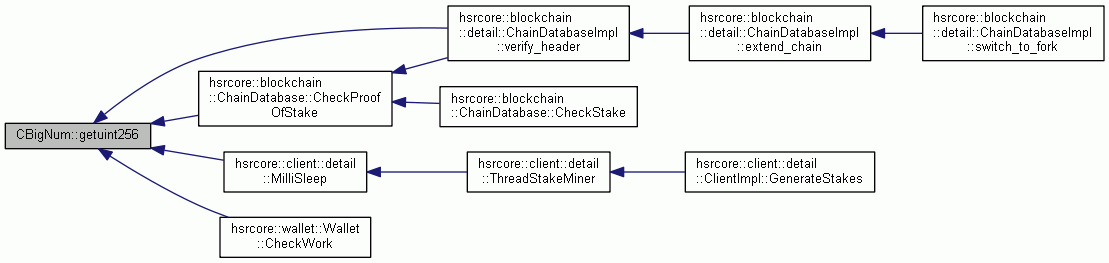 CBigNum::getuint256
hsrcore::blockchain
::detail::ChainDatabaseImpl
::verify_header
hsrcore::blockchain
::detail::ChainDatabaseImpl
::extend_chain
hsrcore::blockchain
::detail::ChainDatabaseImpl
::switch_to_fork
hsrcore::blockchain
::ChainDatabase::CheckProof
OfStake
hsrcore::blockchain
::ChainDatabase::CheckStake
hsrcore::client::detail
::MilliSleep
hsrcore::client::detail
::ThreadStakeMiner
hsrcore::client::detail
::ClientImpl::GenerateStakes
hsrcore::wallet::Wallet
::CheckWork